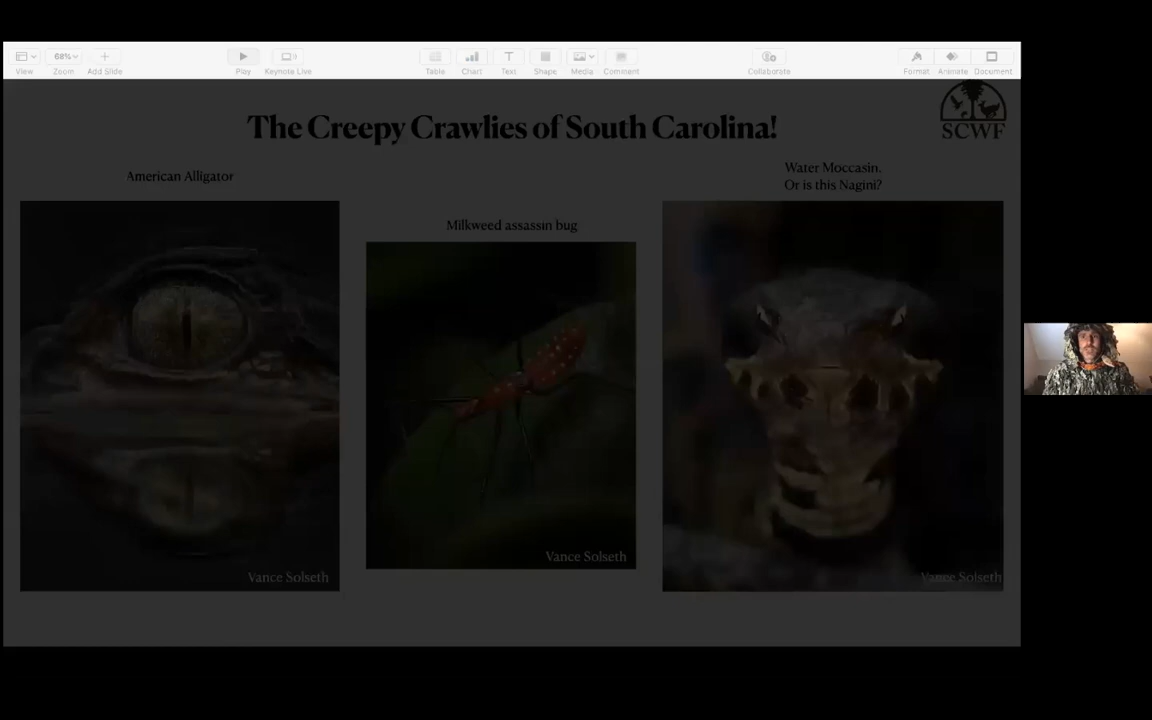 68%
View
Zoom
Add Slide
Play
Keynote Live
Table
Chart
Text
Shape
Media
Comment
Collaborate
Format
Animate
Document
The Creepy Crawlies of South Carolina!
SCWF
American Alligator
Milkweed assassin bug
Water Moccasin.
Or is this Nagini?
Vance Solseth
Vance Solseth
Vance Solseth